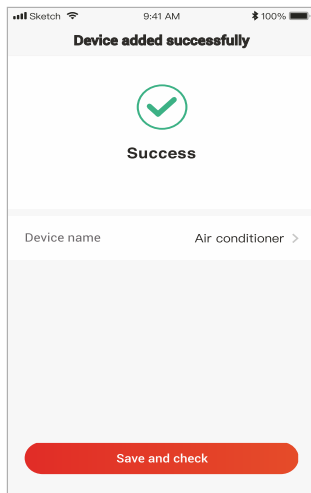 Sketch 9:41 AM 100%
Device added successfully
Success
Device name Air conditioner
Save and check